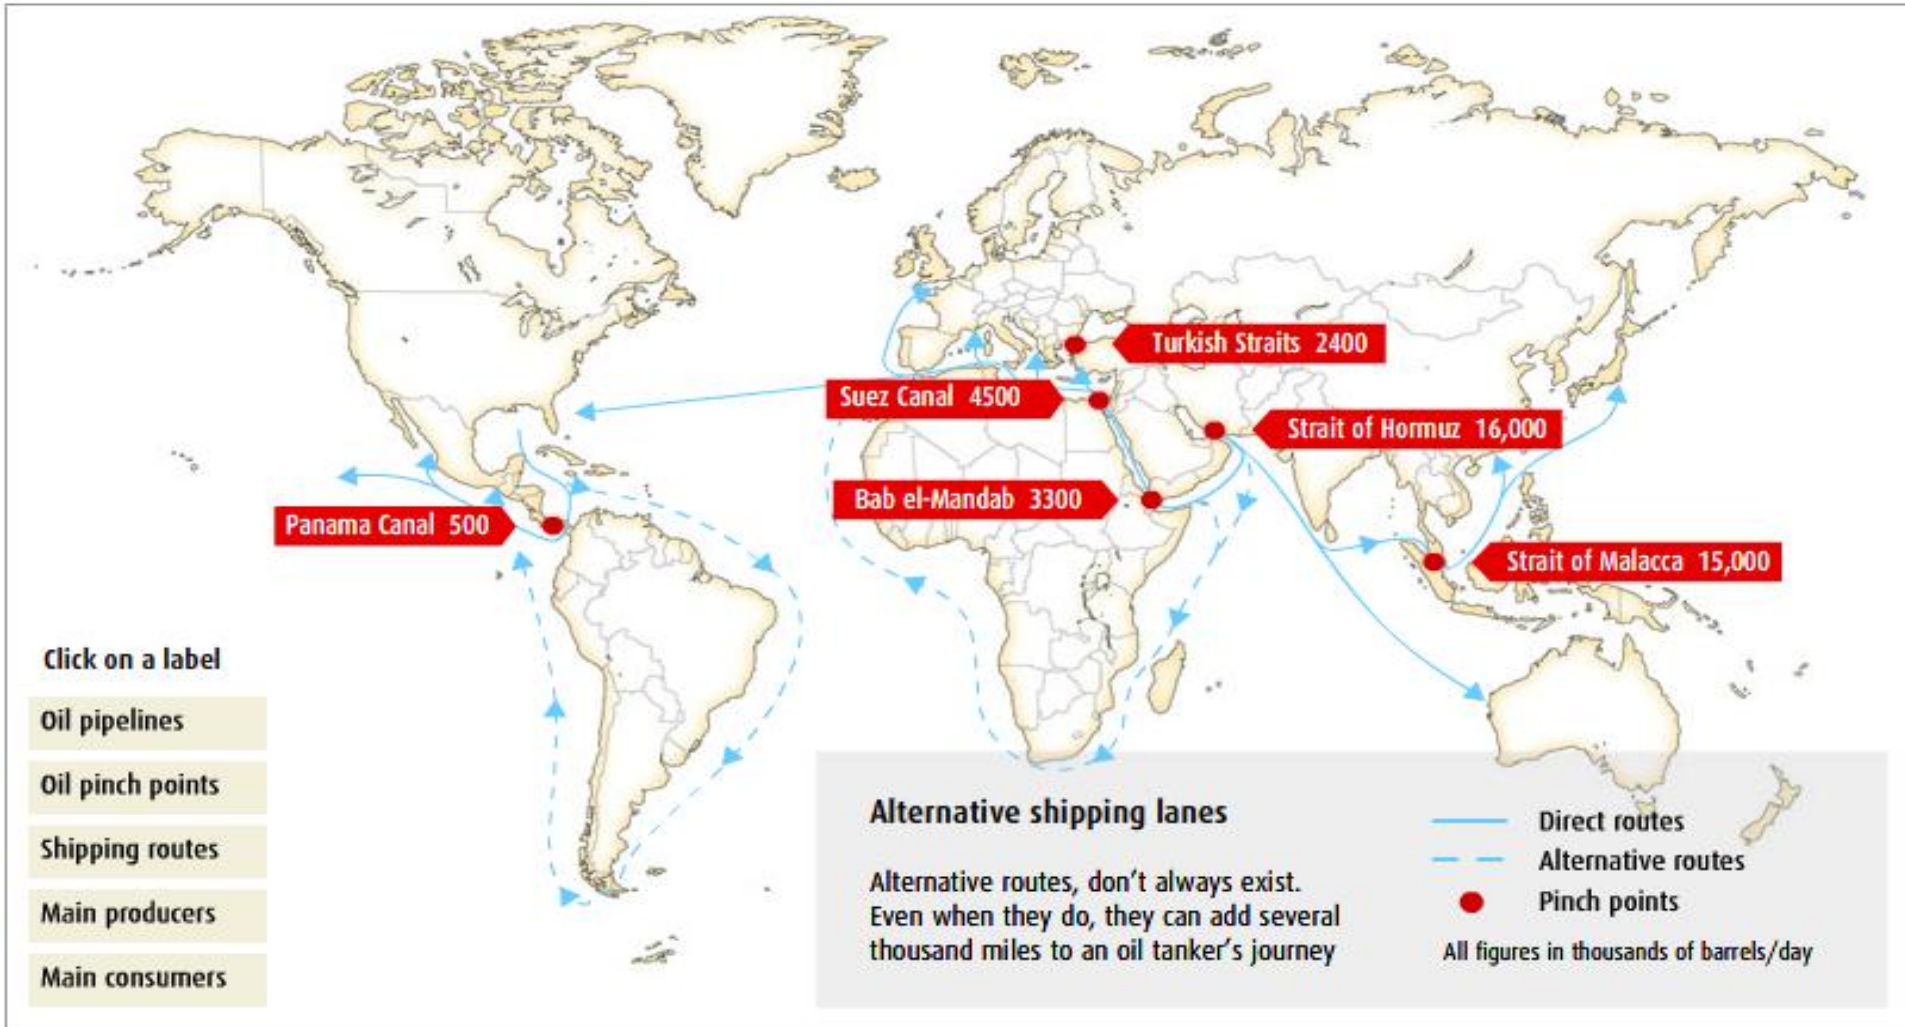 Turkish Straits 2400
Suez Canal 4500
Strait of Hormuz 16,000
Bab el-Mandab 3300
Panama Canal 500
Strait of Malacca 15,000
Click on a label
Oil pipelines
Oil pinch points
Shipping routes
Main producers
Main consumers
Alternative shipping lanes
Alternative routes, don't always exist.
Even when they do, they can add several
thousand miles to an oil tanker's journey
Direct routes
Alternative routes
Pinch points
All figures in thousands of barrels/day